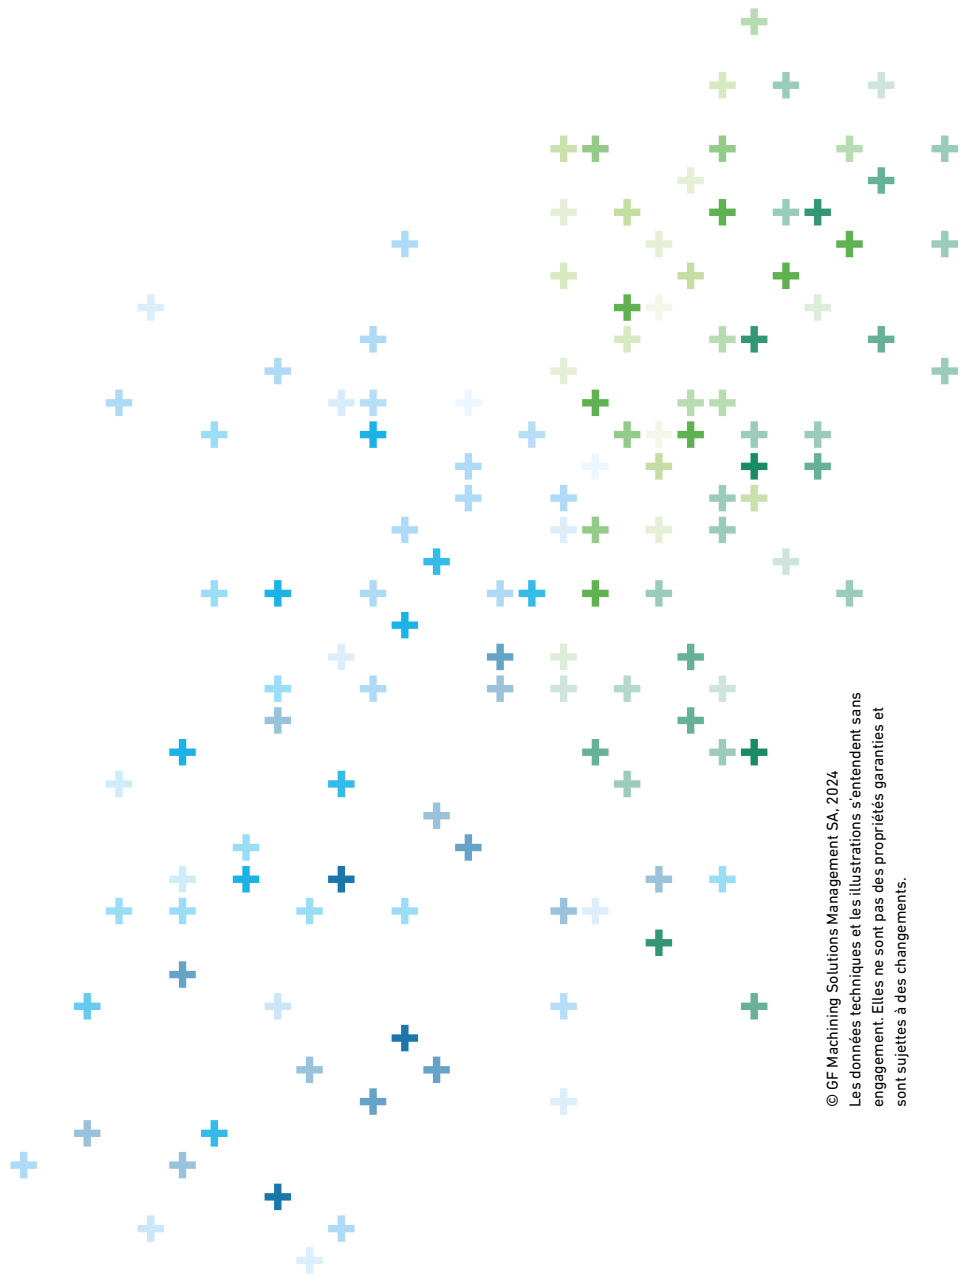 © GF Machining Solutions Management SA, 2024
Les données techniques et les illustrations s'entendent sans
engagement. Elles ne sont pas des propriétés garanties et
sont sujettes à des changements.